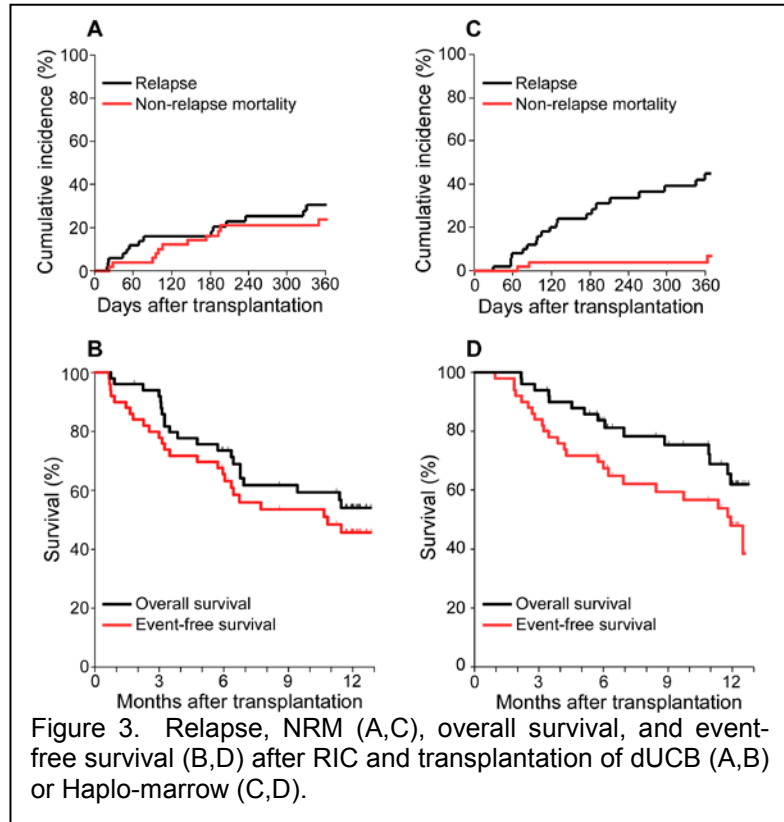 A
Cumulative incidence (%)
100
80
60
40
20
0
Relapse
Non-relapse mortality
0 60 120 180 240 300 360
Days after transplantation
C
Cumulative incidence (%)
100
80
60
40
20
0
Relapse
Non-relapse mortality
0 60 120 180 240 300 360
Days after transplantation
B
Survival (%)
100
80
60
40
20
0
Overall survival
Event-free survival
0 3 6 9 12
Months after transplantation
D
Survival (%)
100
80
60
40
20
0
Overall survival
Event-free survival
0 3 6 9 12
Months after transplantation
Figure 3. Relapse, NRM (A,C), overall survival, and event-
free survival (B,D) after RIC and transplantation of dUCB (A,B)
or Haplo-marrow (C,D).